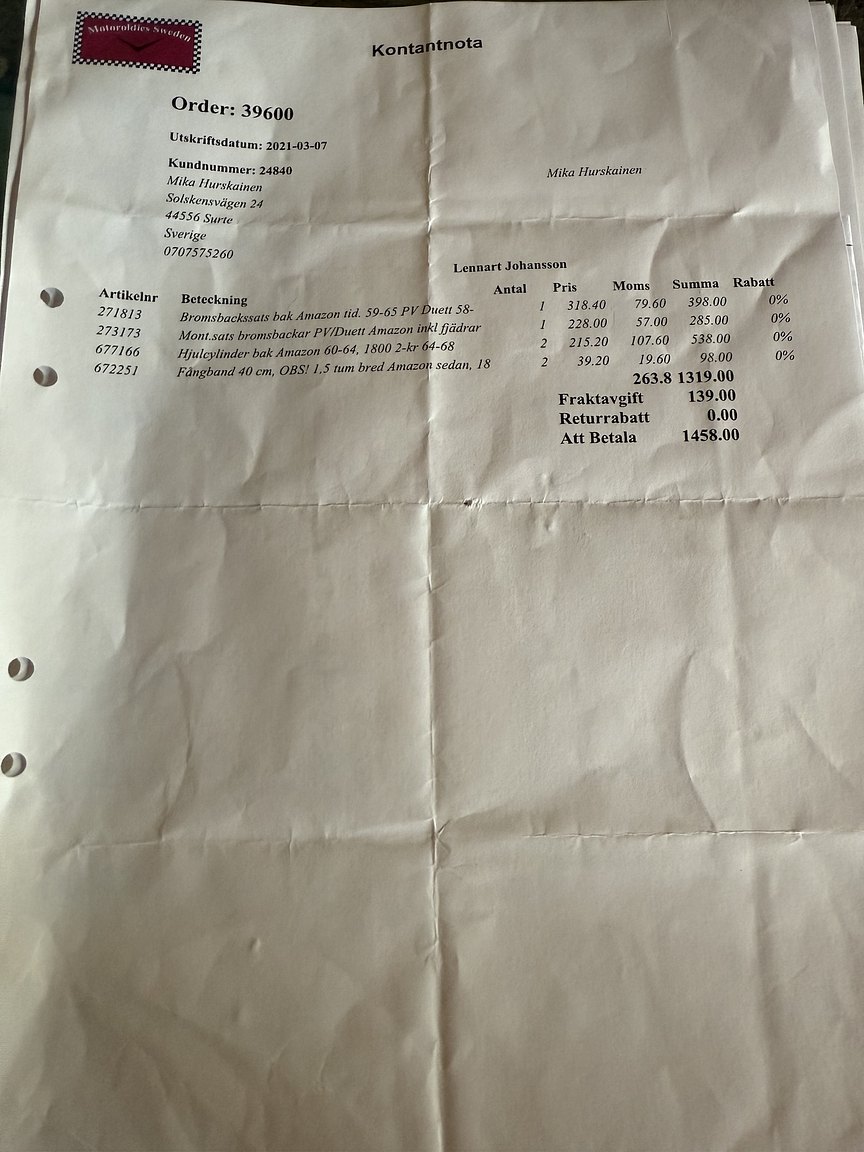 Motoroldies Sweden
Kontantnota
Order: 39600
Utskriftsdatum: 2021-03-07
Kundnummer: 24840
Mika Hurskainen
Solskensvägen 24
44556 Surte
Sverige
0707575260
Mika Hurskainen
Lennart Johansson
Artikelnr Beteckning Antal Pris Moms Summa Rabatt
271813 Bromsbackssats bak Amazon tid. 59-65 PV Duett 58- 1 318.40 79.60 398.00 0%
273173 Mont.sats bromsbackar PV/Duett Amazon inkl fjädrar 1 228.00 57.00 285.00 0%
677166 Hjulcylinder bak Amazon 60-64, 1800 2-kr 64-68 2 215.20 107.60 538.00 0%
672251 Fångband 40 cm, OBS! 1,5 tum bred Amazon sedan, 18 2 39.20 19.60 98.00 0%
263.8 1319.00
Fraktavgift 139.00
Returrabatt 0.00
Att Betala 1458.00